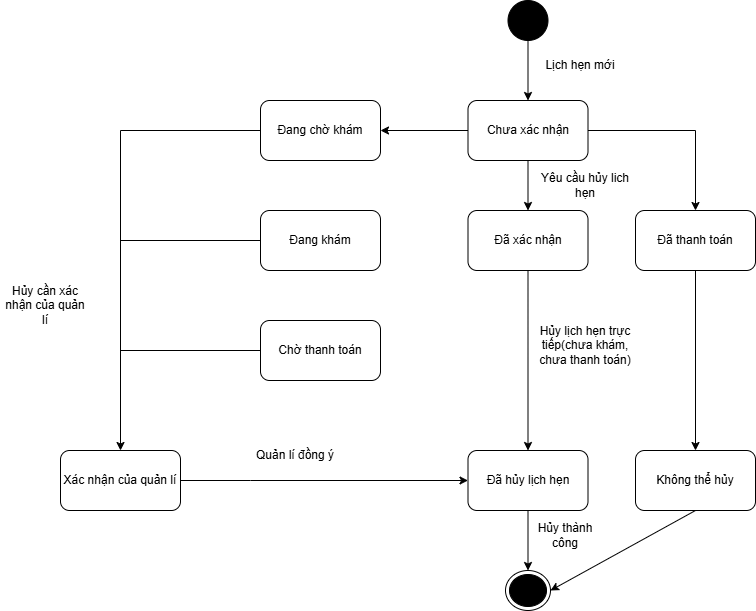 Lịch hẹn mới
Đang chờ khám
Chưa xác nhận
Yêu cầu hủy lich
hẹn
Đang khám
Đã xác nhận
Đã thanh toán
Hủy cần xác
nhận của quản
lí
Hủy lịch hẹn trực
tiếp(chưa khám,
chưa thanh toán)
Chờ thanh toán
Xác nhận của quản lí
Quản lí đồng ý
Đã hủy lịch hẹn
Không thể hủy
Hủy thành
công